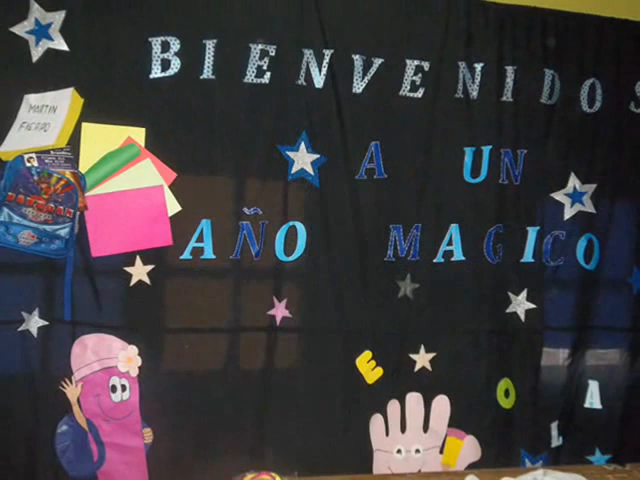 BIENVENIDOS
A UN
AÑO MAGICO
MARTIN
FIERRO
E
O
L
A